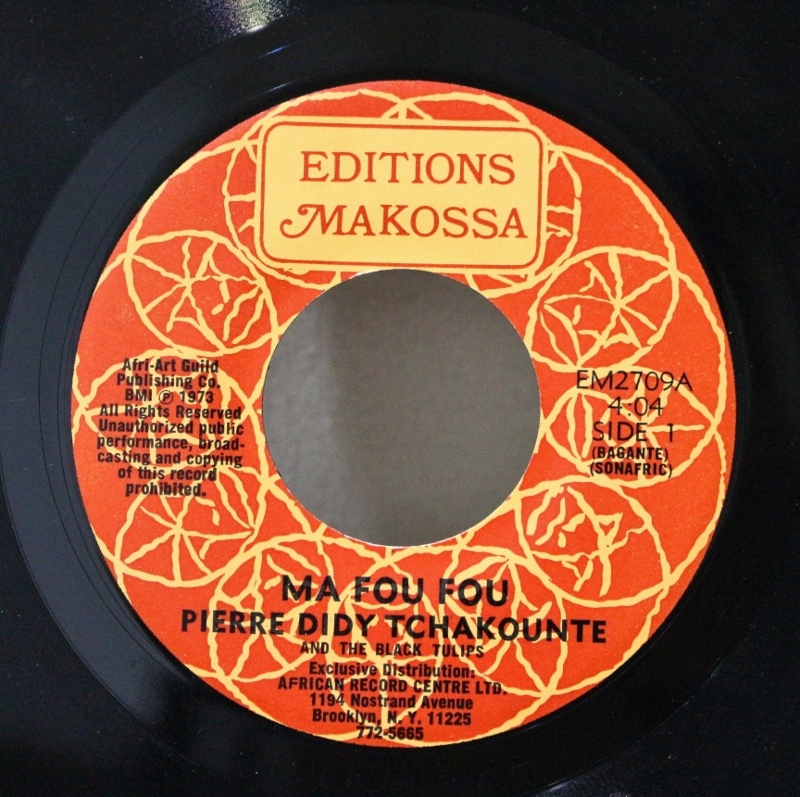 EDITIONS
MAKOSSA
Afri-Art Guild
Publishing Co.
BMI ℗ 1973
All Rights Reserved
Unauthorized public
performance, broad-
casting and copying
of this record
prohibited.
EM2709A
4:04
SIDE 1
(BAGANTE)
(SONAFRIC)
MA FOU FOU
PIERRE DIDY TCHAKOUNTE
AND THE BLACK TULIPS
Exclusive Distribution:
AFRICAN RECORD CENTRE LTD.
1194 Nostrand Avenue
Brooklyn, N. Y. 11225
772-5665